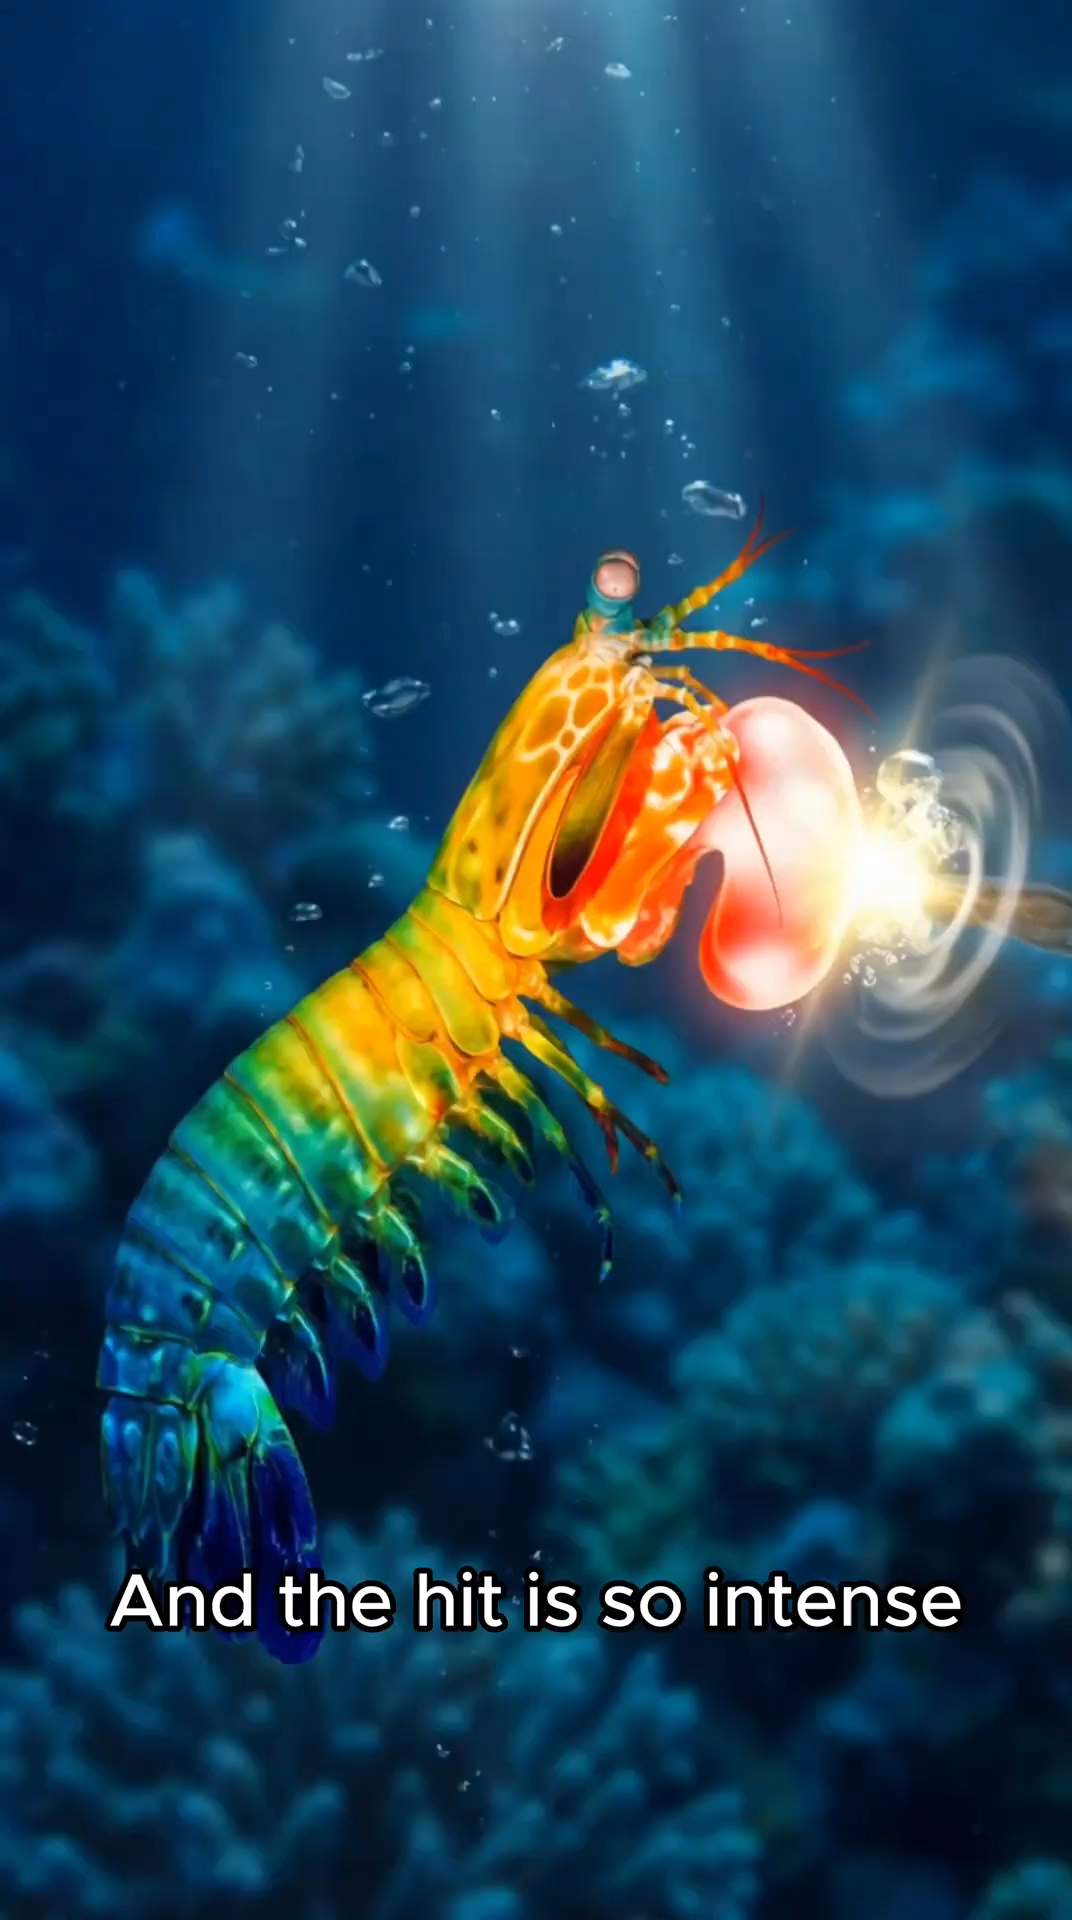 And the hit is so intense